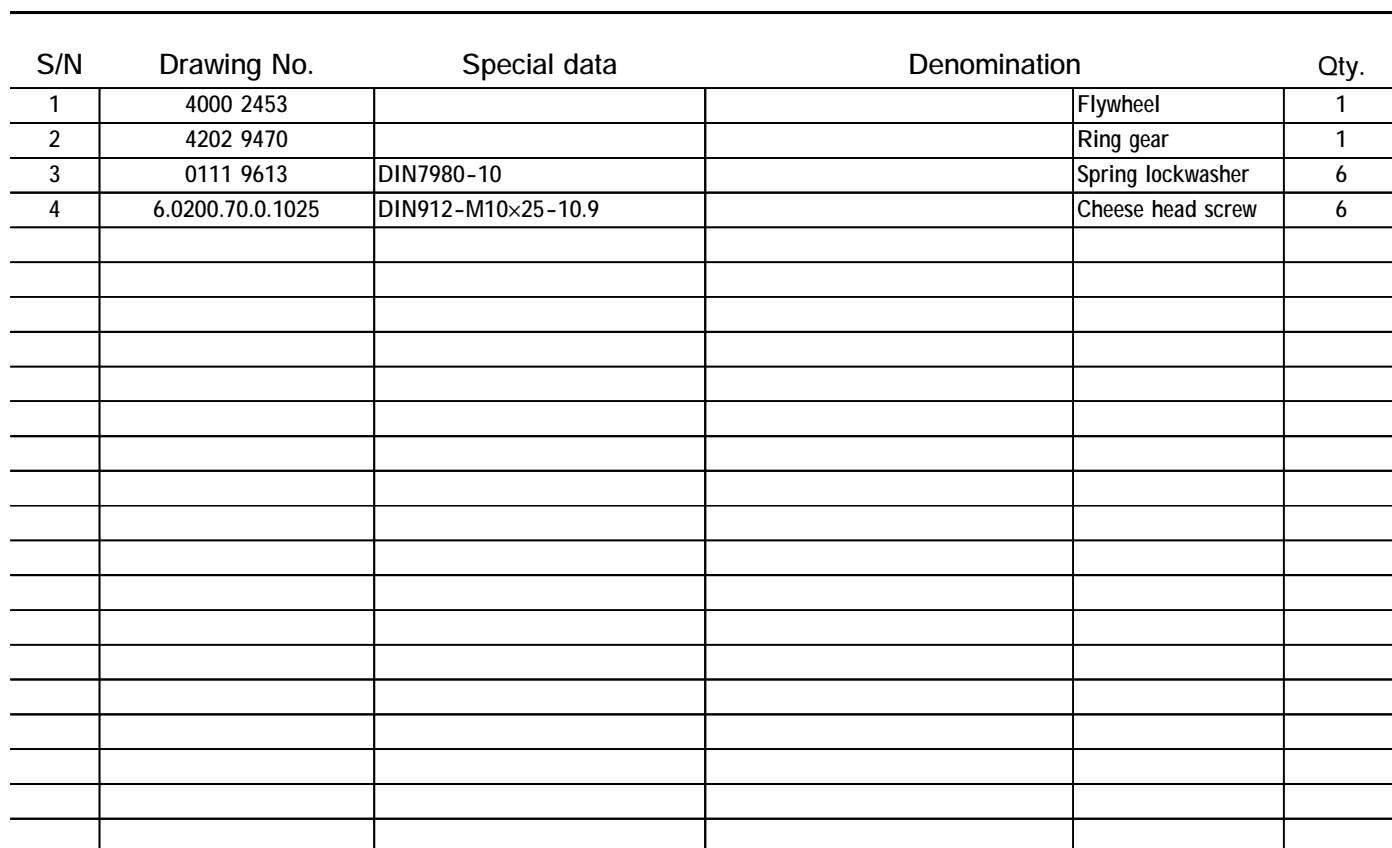 S/N Drawing No. Special data Denomination Qty.
1 4000 2453 Flywheel 1
2 4202 9470 Ring gear 1
3 0111 9613 DIN7980-10 Spring lockwasher 6
4 6.0200.70.0.1025 DIN912-M10×25-10.9 Cheese head screw 6